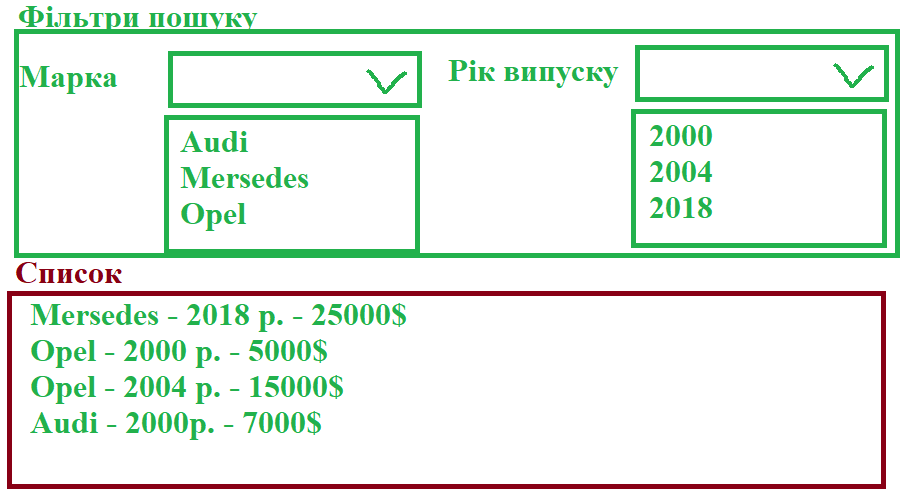 Фільтри пошуку
Марка
Рік випуску
Audi
Mersedes
Opel
2000
2004
2018
Список
Mersedes - 2018 р. - 25000$
Opel - 2000 р. - 5000$
Opel - 2004 р. - 15000$
Audi - 2000р. - 7000$